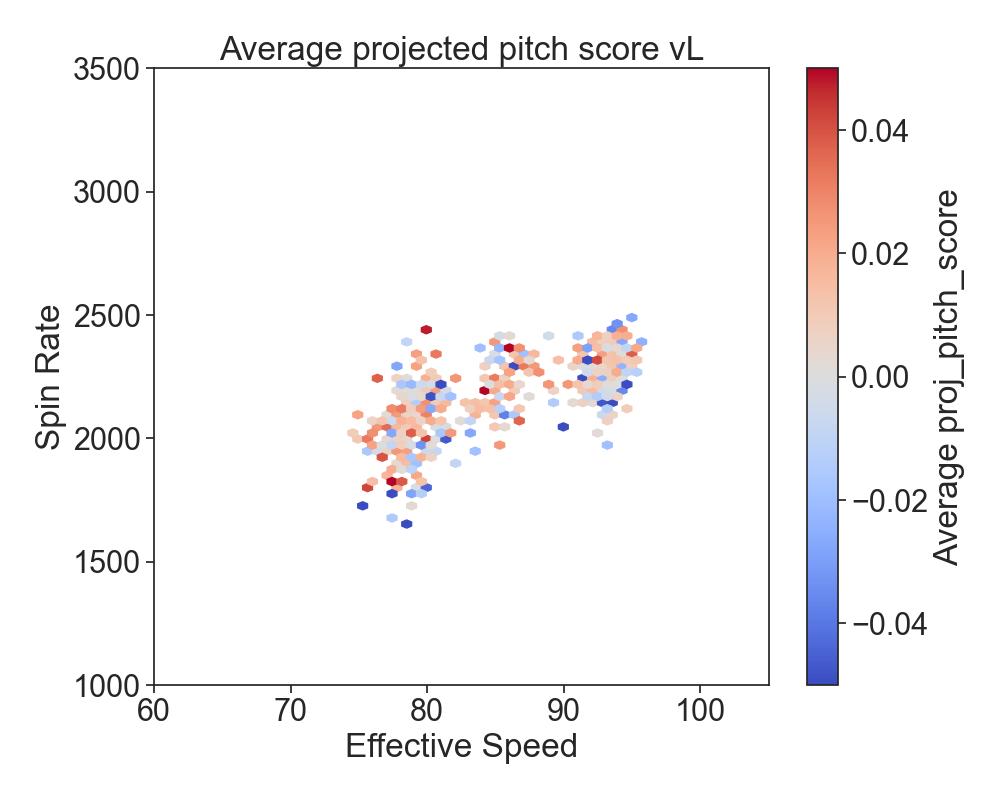 Average projected pitch score vL
3500
3000
2500
2000
1500
1000
Spin Rate
60 70 80 90 100
Effective Speed
0.04
0.02
0.00
−0.02
−0.04
Average proj_pitch_score